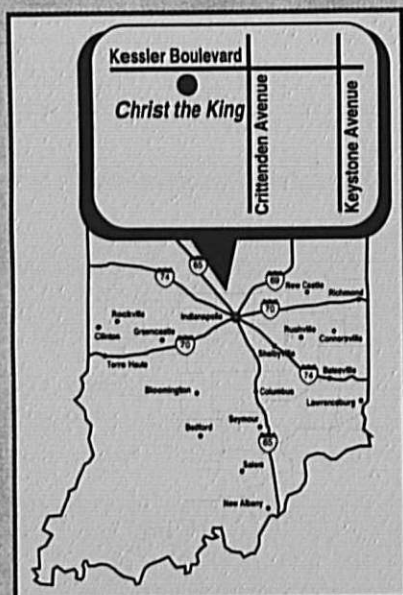 Kessler Boulevard
Christ the King
Crittenden Avenue
Keystone Avenue
65
74
69
New Castle
Richmond
70
Indianapolis
Rockville
Clinton
Greencastle
Rushville
Connersville
70
Terre Haute
Shelbyville
Batesville
74
Bloomington
Columbus
Lawrenceburg
Bedford
Seymour
65
Salem
New Albany